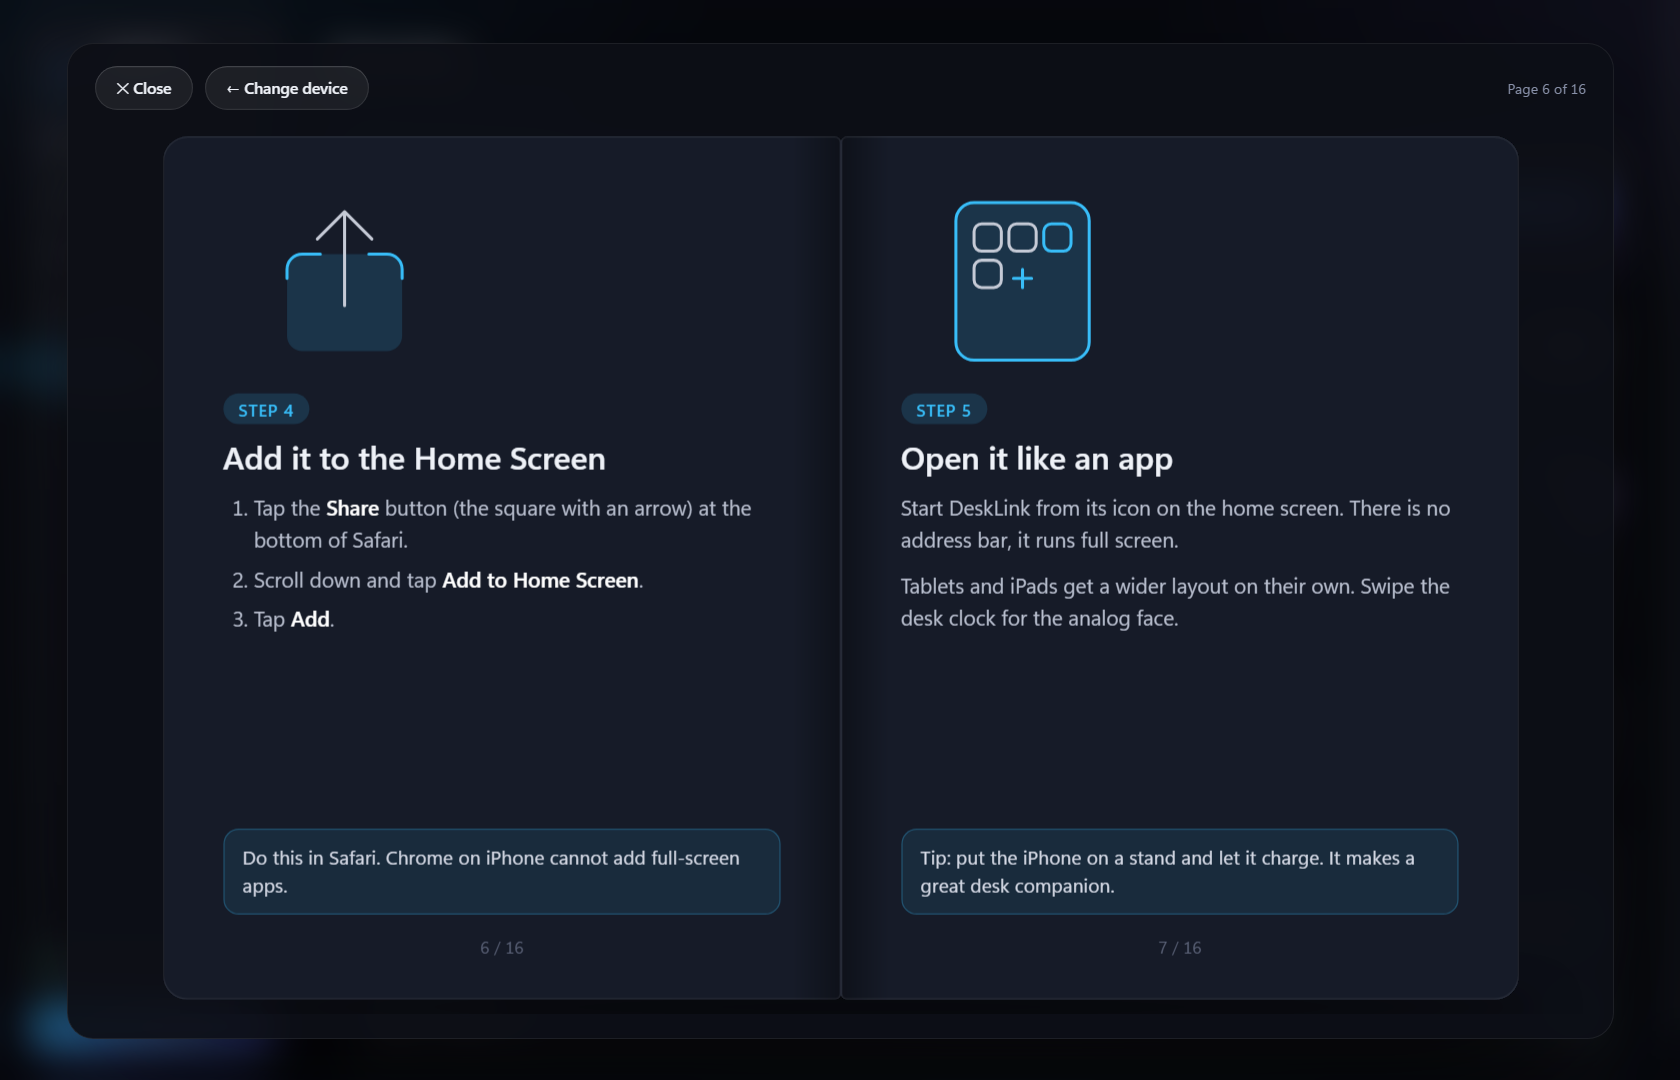 Close
← Change device
Page 6 of 16
STEP 4
Add it to the Home Screen
1. Tap the Share button (the square with an arrow) at the
bottom of Safari.
2. Scroll down and tap Add to Home Screen.
3. Tap Add.
Do this in Safari. Chrome on iPhone cannot add full-screen
apps.
6 / 16
STEP 5
Open it like an app
Start DeskLink from its icon on the home screen. There is no
address bar, it runs full screen.
Tablets and iPads get a wider layout on their own. Swipe the
desk clock for the analog face.
Tip: put the iPhone on a stand and let it charge. It makes a
great desk companion.
7 / 16